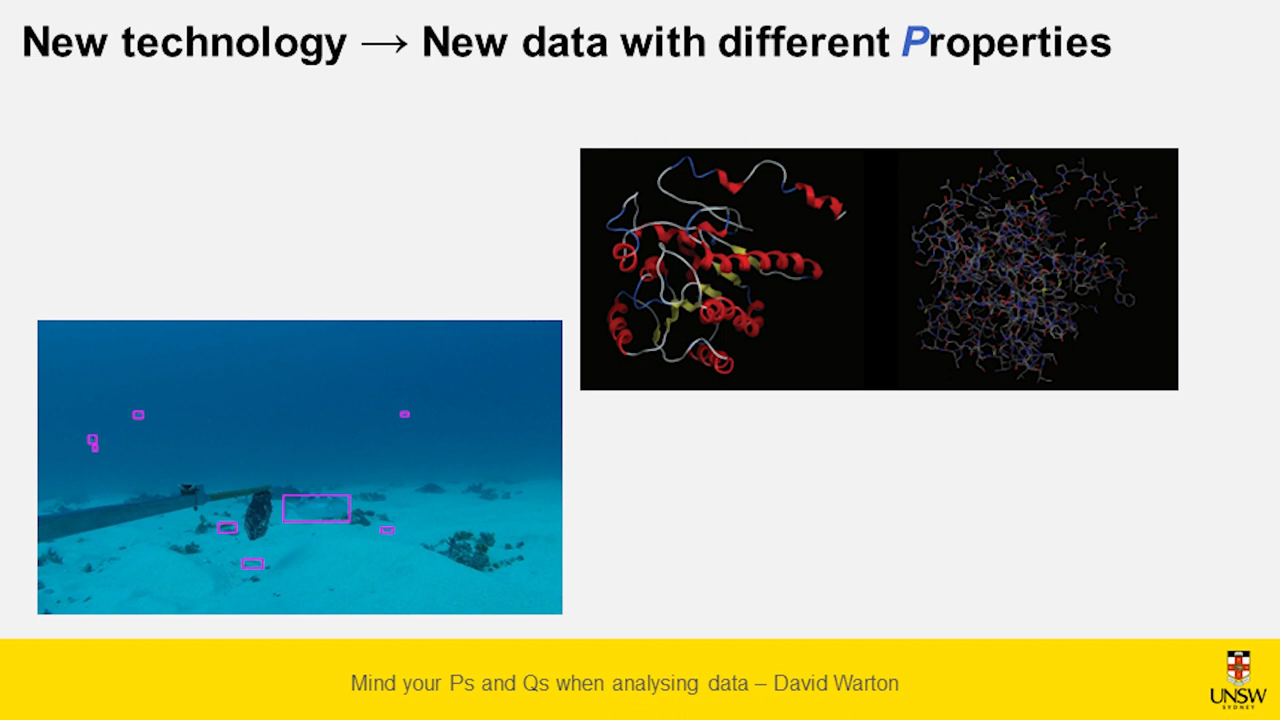 New technology → New data with different Properties
Mind your Ps and Qs when analysing data – David Warton
UNSW
SYDNEY